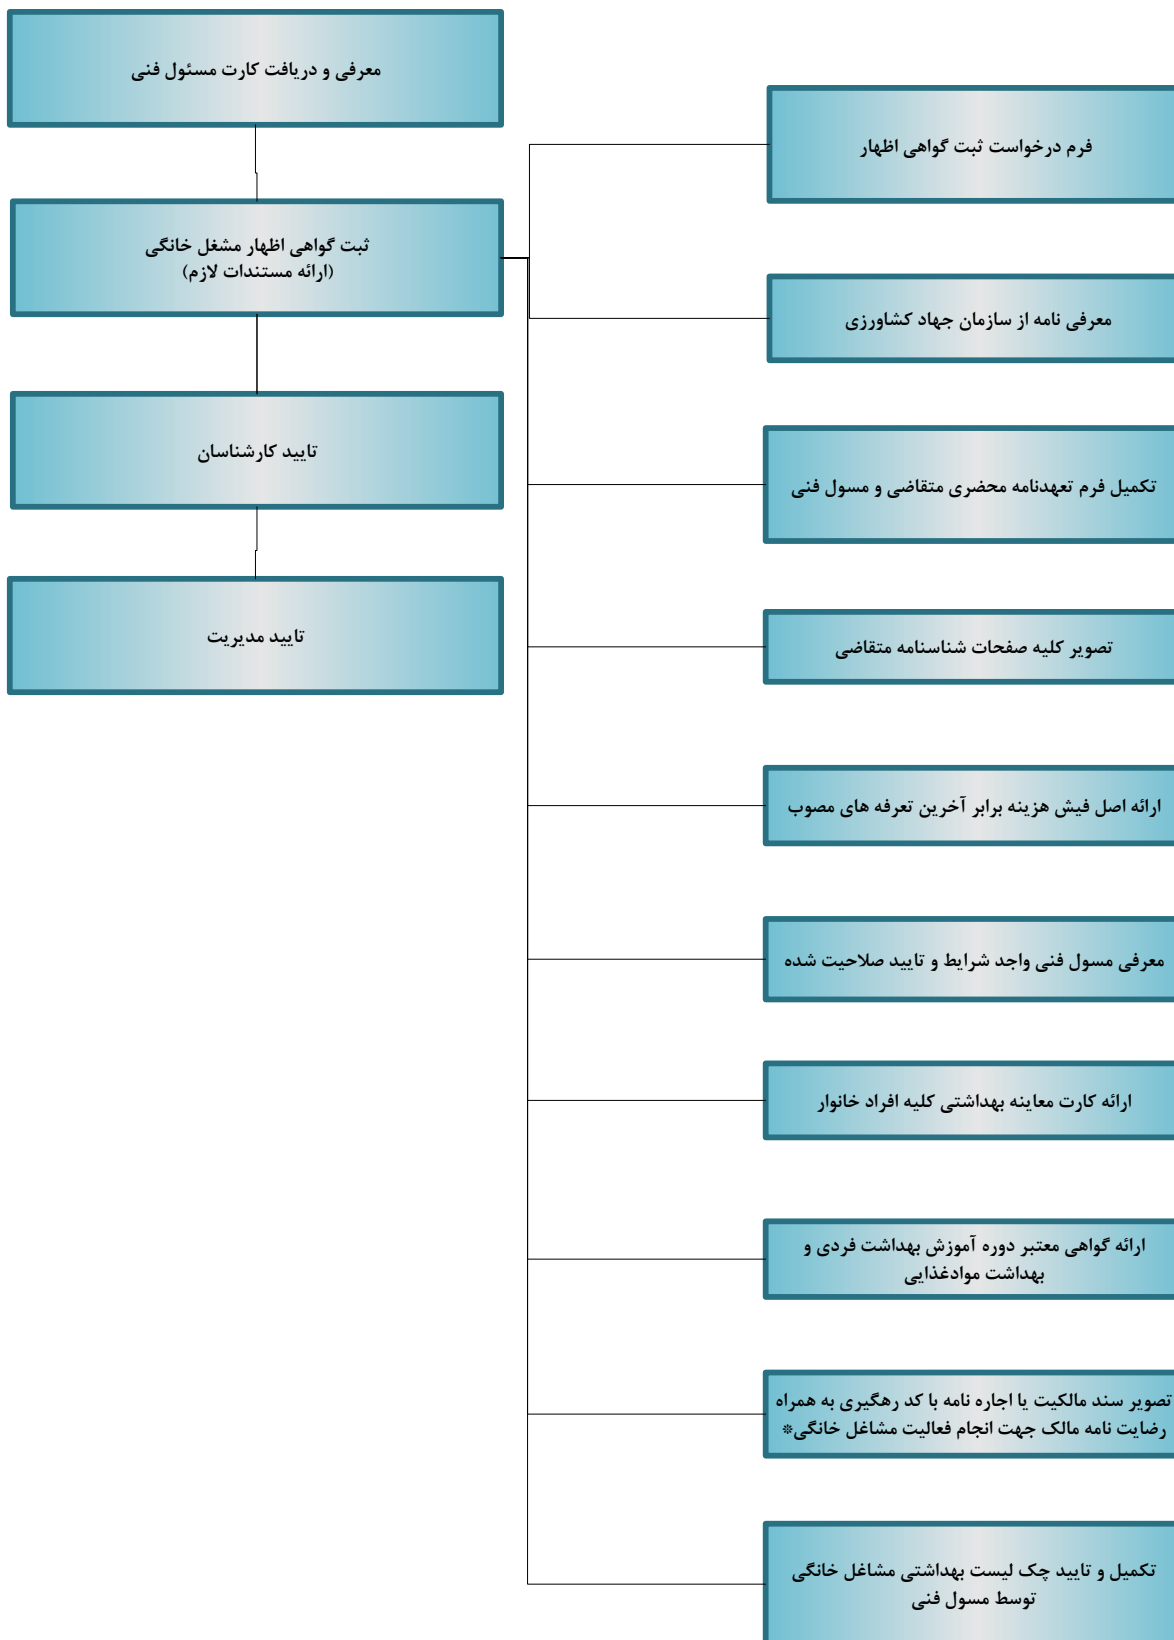 معرفی و دریافت کارت مسئول فنی
ثبت گواهی اظهار مشغل خانگی
(ارائه مستندات لازم)
تایید کارشناسان
تایید مدیریت
فرم درخواست ثبت گواهی اظهار
معرفی نامه از سازمان جهاد کشاورزی
تکمیل فرم تعهدنامه محضری متقاضی و مسول فنی
تصویر کلیه صفحات شناسنامه متقاضی
ارائه اصل فیش هزینه برابر آخرین تعرفه های مصوب
معرفی مسول فنی واجد شرایط و تایید صلاحیت شده
ارائه کارت معاینه بهداشتی کلیه افراد خانوار
ارائه گواهی معتبر دوره آموزش بهداشت فردی و
بهداشت موادغذایی
تصویر سند مالکیت یا اجاره نامه با کد رهگیری به همراه
رضایت نامه مالک جهت انجام فعالیت مشاغل خانگی*
تکمیل و تایید چک لیست بهداشتی مشاغل خانگی
توسط مسول فنی